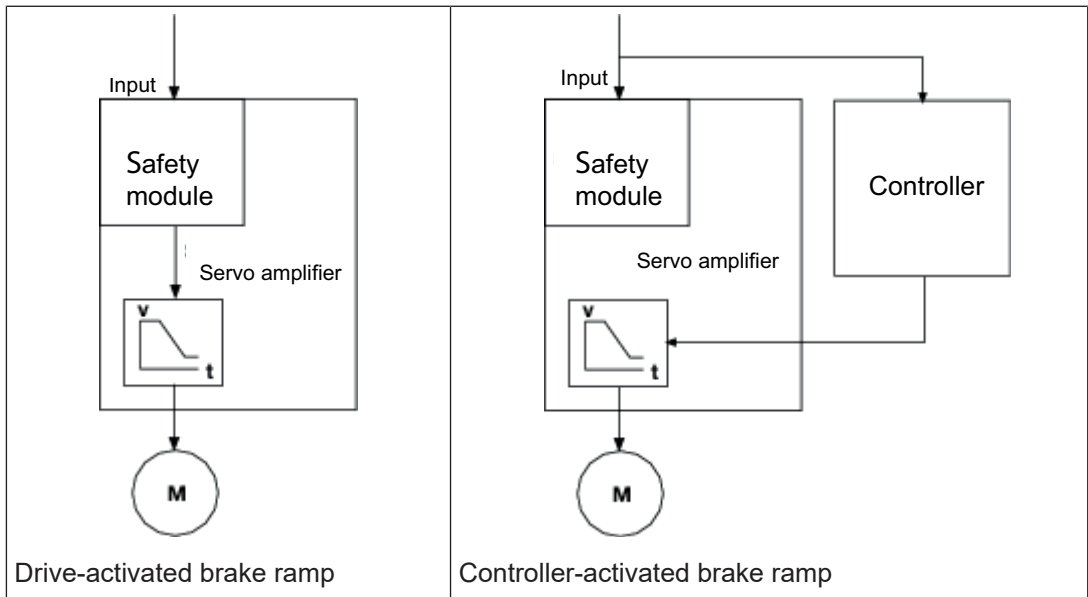 Input
Safety
module
Servo amplifier
v
t
M
Drive-activated brake ramp
Input
Safety
module
Controller
Servo amplifier
v
t
M
Controller-activated brake ramp